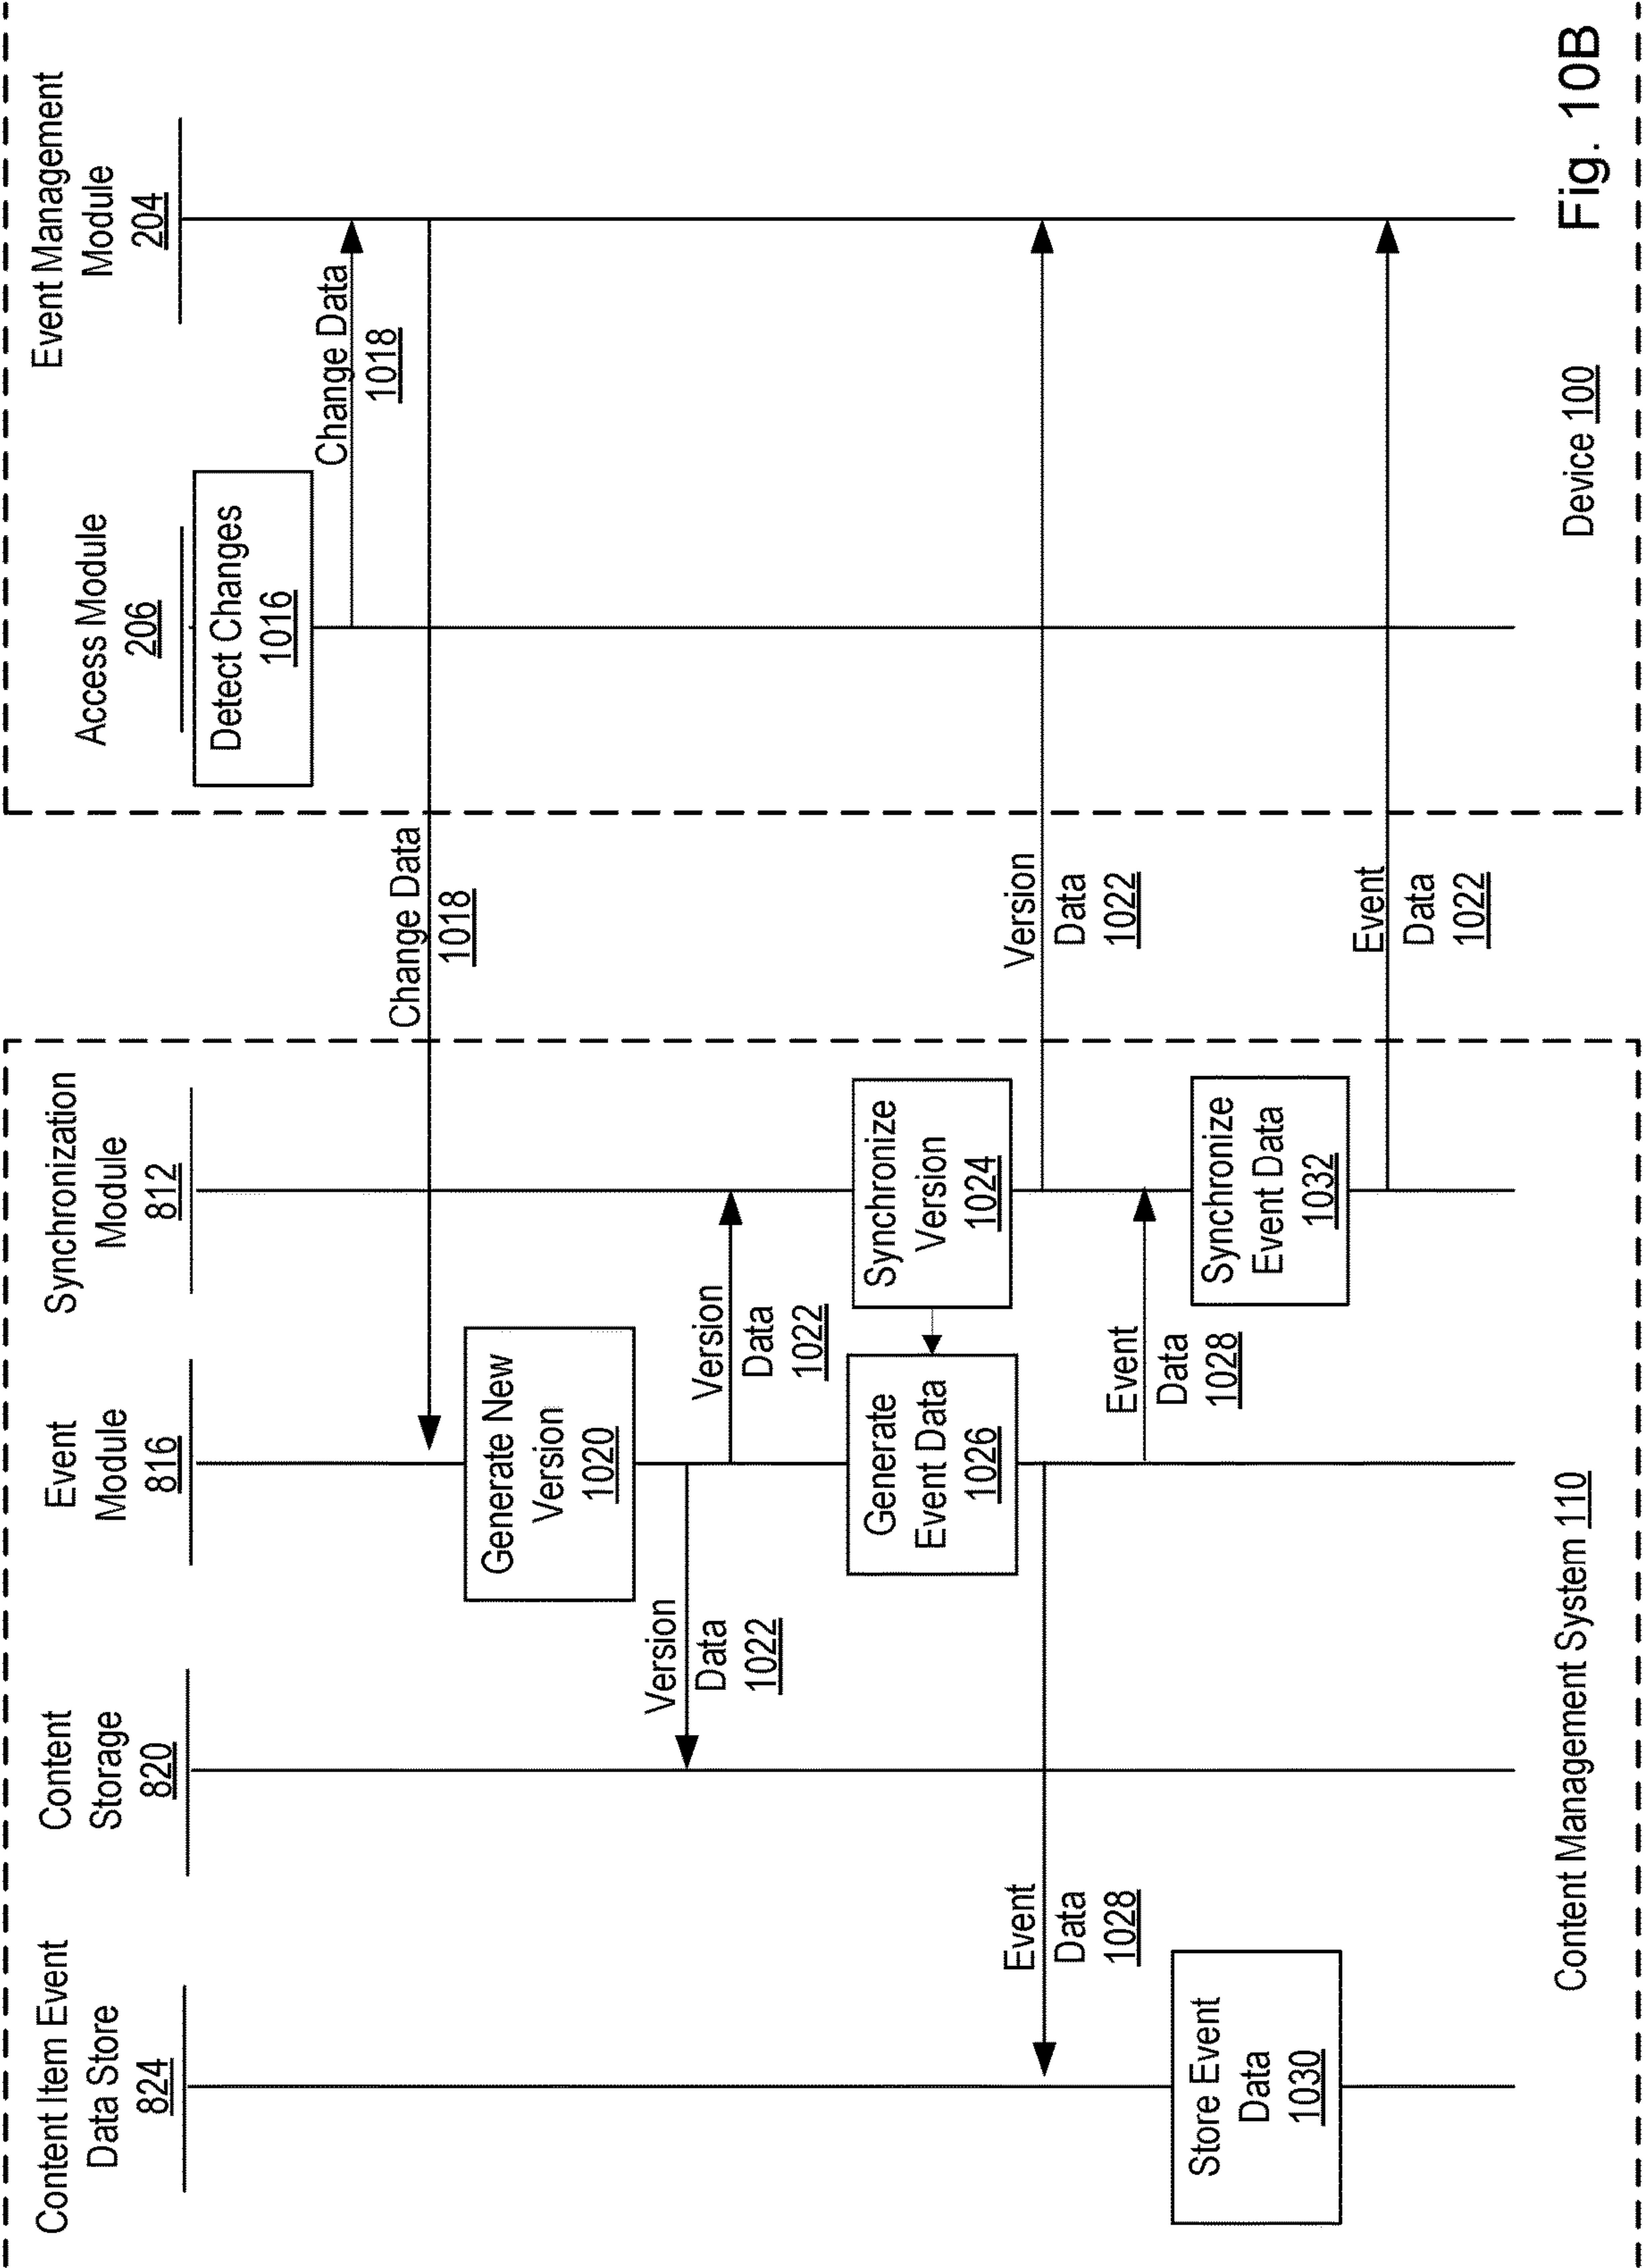 Content Item Event
Data Store
824
Content
Storage
820
Event
Module
816
Synchronization
Module
812
Access Module
206
Event Management
Module
204
Detect Changes
1016
Change Data
1018
Change Data
1018
Generate New
Version
1020
Version
Data
1022
Version
Data
1022
Synchronize
Version
1024
Generate
Event Data
1026
Version
Data
1022
Event
Data
1028
Event
Data
1028
Store Event
Data
1030
Synchronize
Event Data
1032
Event
Data
1022
Content Management System 110
Device 100
Fig. 10B